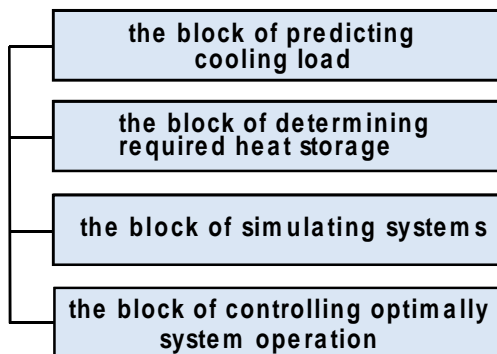 the block of predicting
cooling load
the block of determining
required heat storage
the block of simulating systems
the block of controlling optimally
system operation